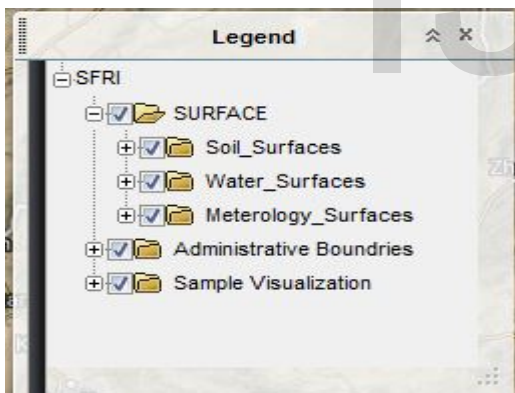 Legend
SFRI
SURFACE
Soil_Surfaces
Water_Surfaces
Meterology_Surfaces
Administrative Boundries
Sample Visualization